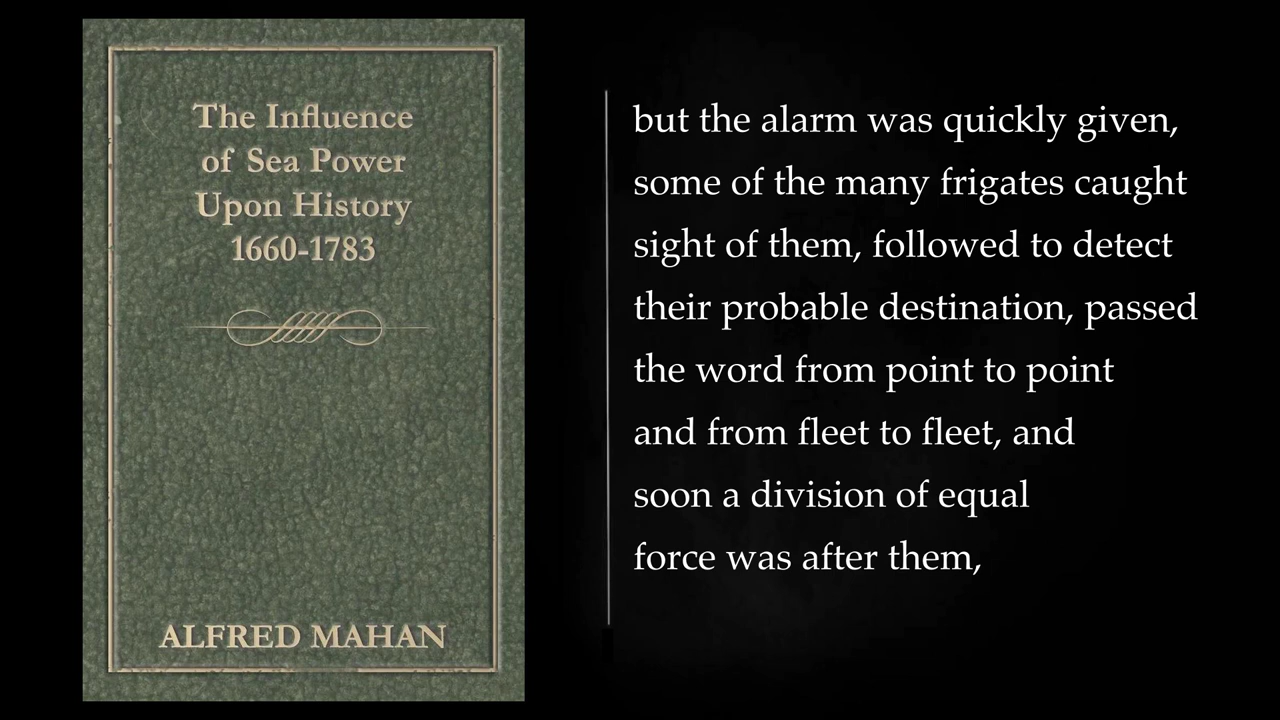 The Influence
of Sea Power
Upon History
1660-1783
ALFRED MAHAN
but the alarm was quickly given,
some of the many frigates caught
sight of them, followed to detect
their probable destination, passed
the word from point to point
and from fleet to fleet, and
soon a division of equal
force was after them,